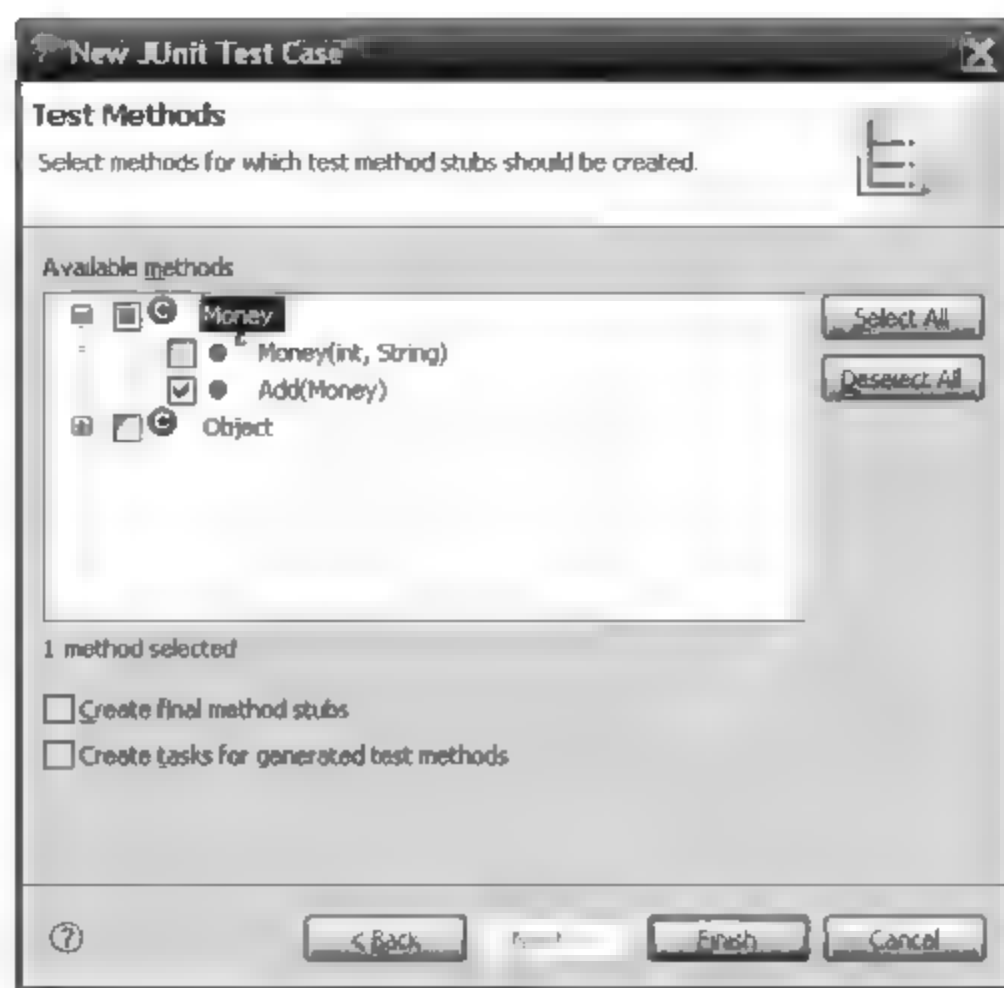 New JUnit Test Case
Test Methods
Select methods for which test method stubs should be created.
Available methods
Money
Money(int, String)
Add(Money)
Object
Select All
Deselect All
1 method selected
Create final method stubs
Create tasks for generated test methods
< Back
Finish
Cancel